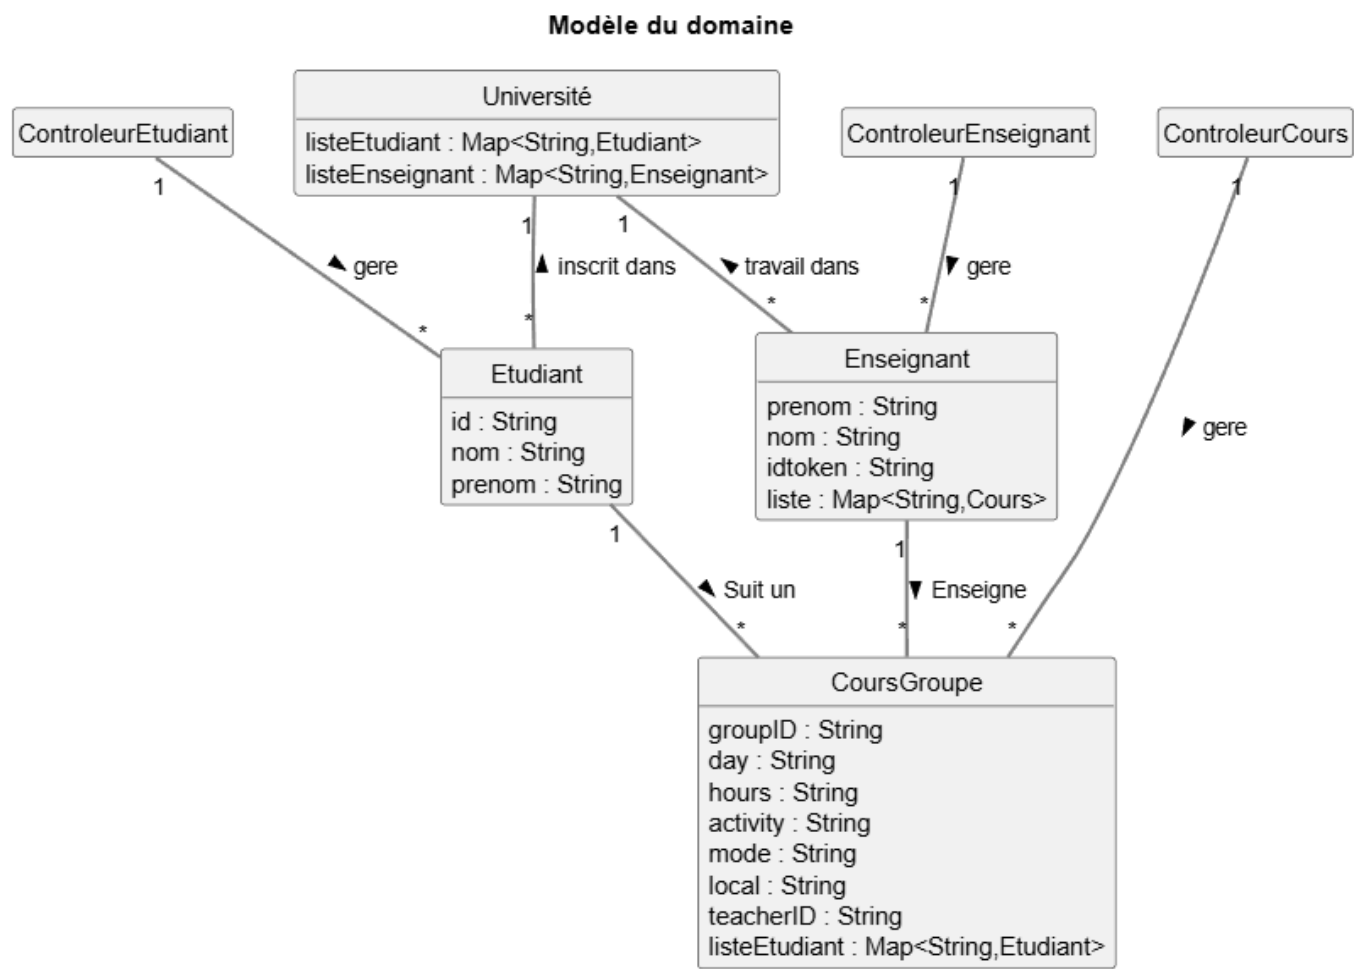 Modèle du domaine
ControleurEtudiant
Université
listeEtudiant : Map<String,Etudiant>
listeEnseignant : Map<String,Enseignant>
ControleurEnseignant
ControleurCours
1
1
1
1
1
gere
inscrit dans
travail dans
gere
*
*
*
*
Etudiant
id : String
nom : String
prenom : String
Enseignant
prenom : String
nom : String
idtoken : String
liste : Map<String,Cours>
gere
1
1
Suit un
Enseigne
*
*
*
CoursGroupe
groupID : String
day : String
hours : String
activity : String
mode : String
local : String
teacherID : String
listeEtudiant : Map<String,Etudiant>